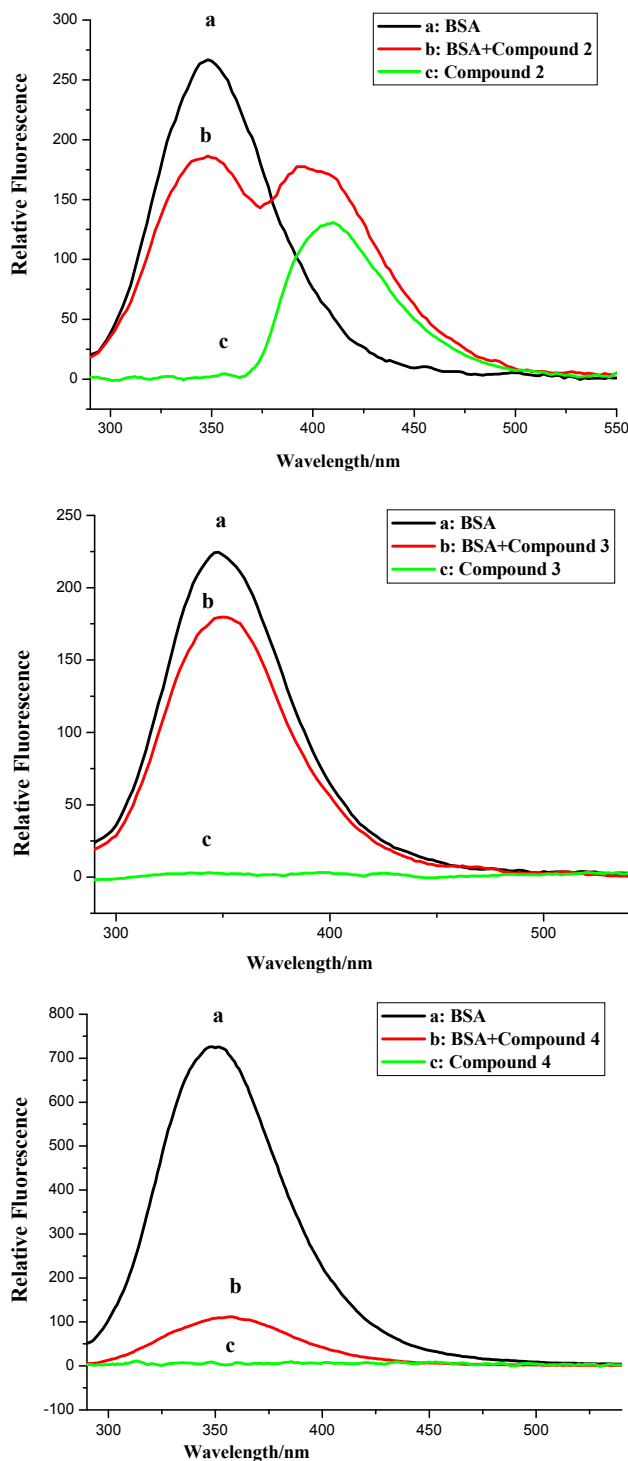 a
a: BSA
b: BSA+Compound 2
c: Compound 2
b
c
Relative Fluorescence
300
250
200
150
100
50
0
300 350 400 450 500 550
Wavelength/nm
a
a: BSA
b: BSA+Compound 3
c: Compound 3
b
c
Relative Fluorescence
250
200
150
100
50
0
300 400 500
Wavelength/nm
a
a: BSA
b: BSA+Compound 4
c: Compound 4
b
c
Relative Fluorescence
800
700
600
500
400
300
200
100
0
-100
300 350 400 450 500
Wavelength/nm